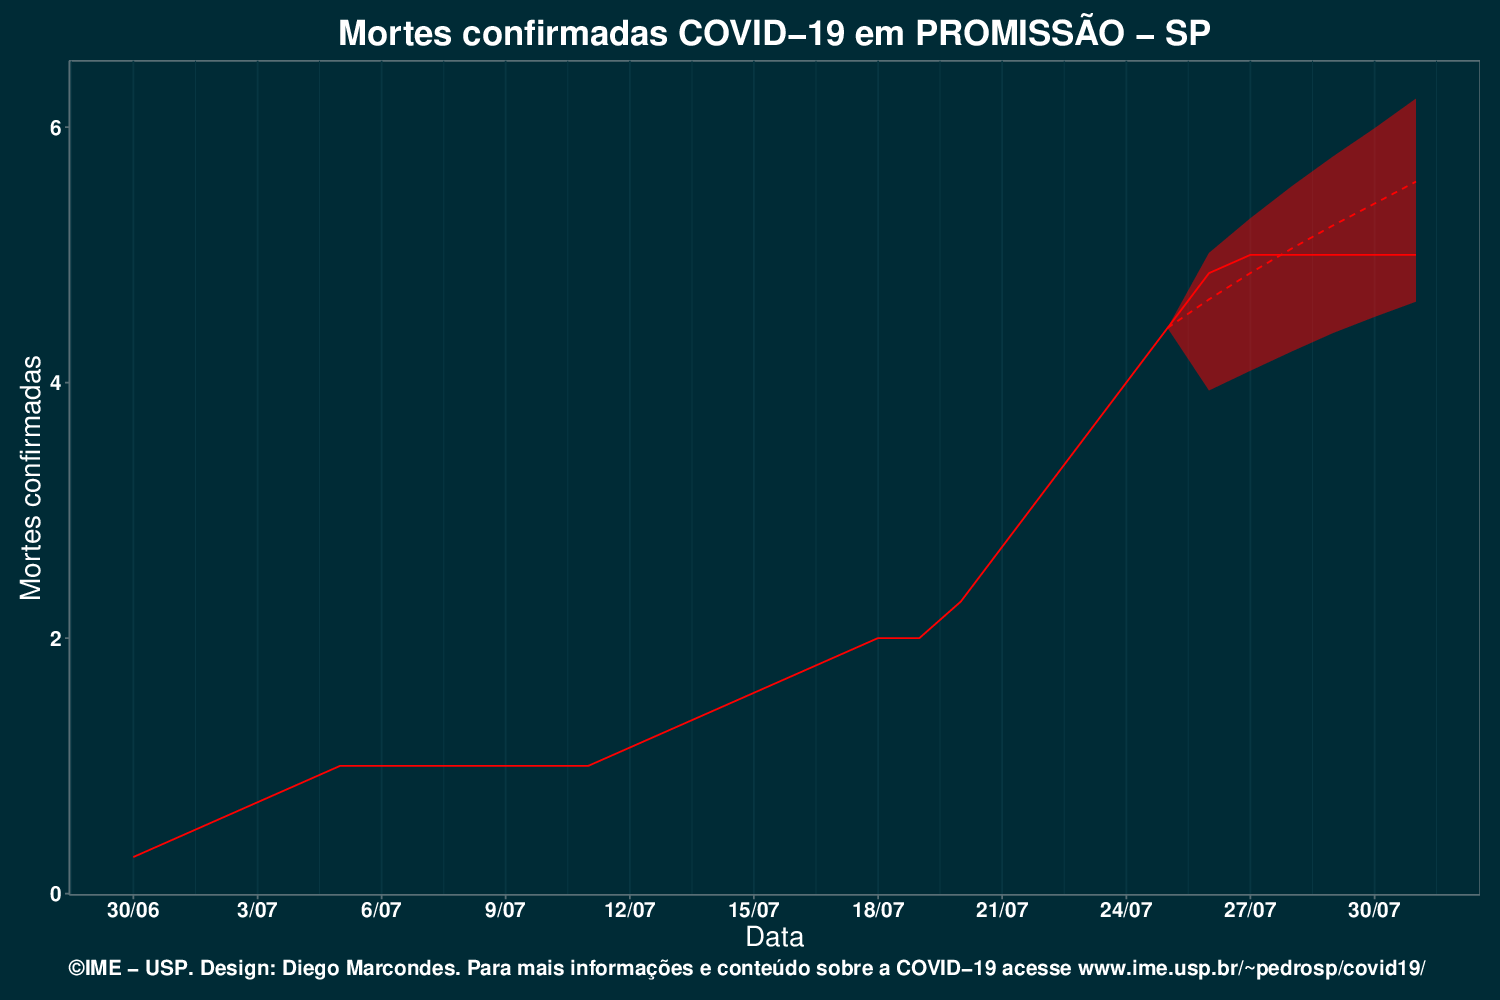 Mortes confirmadas COVID−19 em PROMISSÃO − SP
Mortes confirmadas
6
4
2
0
30/06 3/07 6/07 9/07 12/07 15/07 18/07 21/07 24/07 27/07 30/07
Data
©IME − USP. Design: Diego Marcondes. Para mais informações e conteúdo sobre a COVID−19 acesse www.ime.usp.br/~pedrosp/covid19/